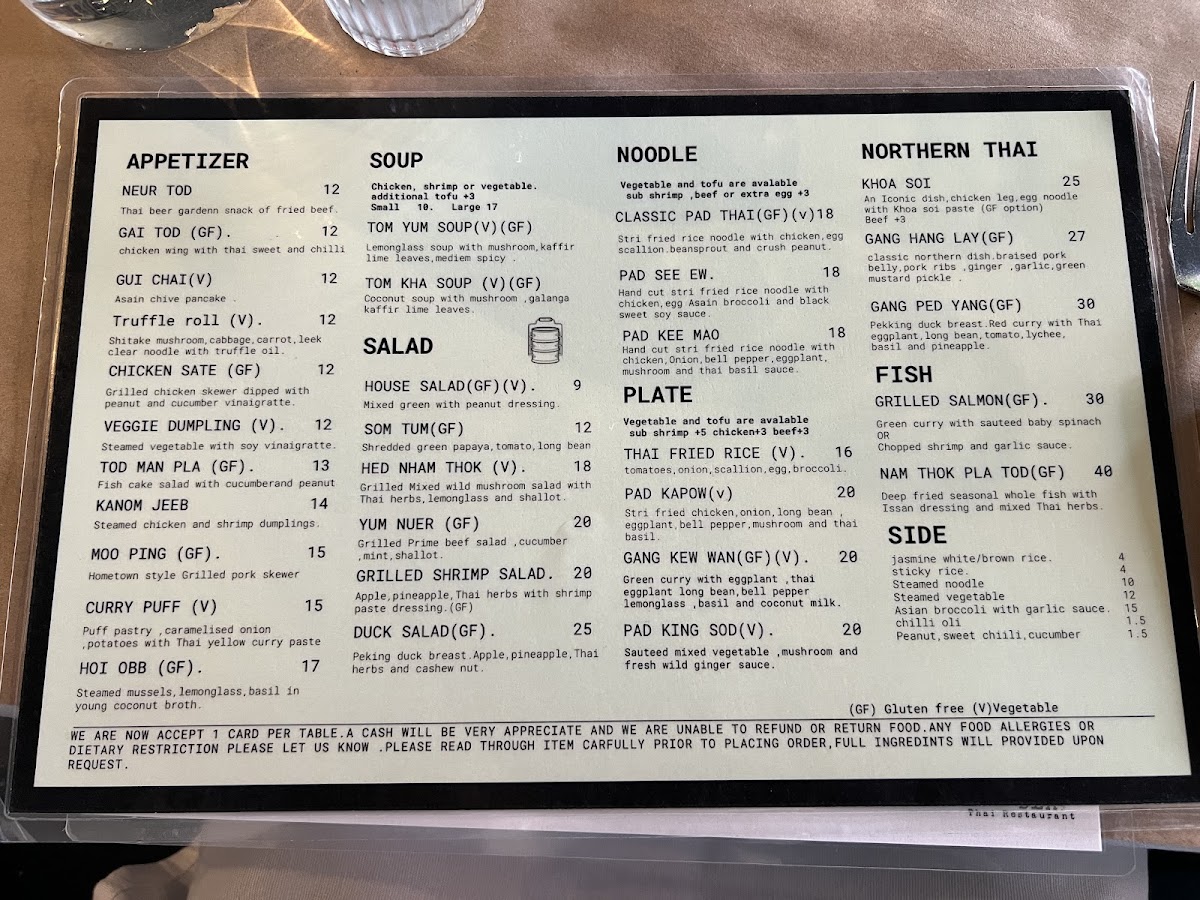 APPETIZER
NEUR TOD 12
Thai beer gardenn snack of fried beef.
GAI TOD (GF). 12
chicken wing with thai sweet and chilli
GUI CHAI(V) 12
Asain chive pancake .
Truffle roll (V). 12
Shitake mushroom,cabbage,carrot,leek
clear noodle with truffle oil.
CHICKEN SATE (GF) 12
Grilled chicken skewer dipped with
peanut and cucumber vinaigratte.
VEGGIE DUMPLING (V). 12
Steamed vegetable with soy vinaigratte.
TOD MAN PLA (GF). 13
Fish cake salad with cucumberand peanut
KANOM JEEB 14
Steamed chicken and shrimp dumplings.
MOO PING (GF). 15
Hometown style Grilled pork skewer
CURRY PUFF (V) 15
Puff pastry ,caramelised onion
,potatoes with Thai yellow curry paste
HOI OBB (GF). 17
Steamed mussels,lemonglass,basil in
young coconut broth.
SOUP
Chicken, shrimp or vegetable.
additional tofu +3
Small 10. Large 17
TOM YUM SOUP(V)(GF)
Lemonglass soup with mushroom,kaffir
lime leaves,mediem spicy .
TOM KHA SOUP (V)(GF)
Coconut soup with mushroom ,galanga
kaffir lime leaves.
SALAD
HOUSE SALAD(GF)(V). 9
Mixed green with peanut dressing.
SOM TUM(GF) 12
Shredded green papaya,tomato,long bean
HED NHAM THOK (V). 18
Grilled Mixed wild mushroom salad with
Thai herbs,lemonglass and shallot.
YUM NUER (GF) 20
Grilled Prime beef salad ,cucumber
,mint,shallot.
GRILLED SHRIMP SALAD. 20
Apple,pineapple,Thai herbs with shrimp
paste dressing.(GF)
DUCK SALAD(GF). 25
Peking duck breast.Apple,pineapple,Thai
herbs and cashew nut.
NOODLE
Vegetable and tofu are avalable
sub shrimp ,beef or extra egg +3
CLASSIC PAD THAI(GF)(v)18
Stri fried rice noodle with chicken,egg
scallion.beansprout and crush peanut.
PAD SEE EW. 18
Hand cut stri fried rice noodle with
chicken,egg Asain broccoli and black
sweet soy sauce.
PAD KEE MAO 18
Hand cut stri fried rice noodle with
chicken,Onion,bell pepper,eggplant,
mushroom and thai basil sauce.
PLATE
Vegetable and tofu are avalable
sub shrimp +5 chicken+3 beef+3
THAI FRIED RICE (V). 16
tomatoes,onion,scallion,egg,broccoli.
PAD KAPOW(v) 20
Stri fried chicken,onion,long bean ,
eggplant,bell pepper,mushroom and thai
basil.
GANG KEW WAN(GF)(V). 20
Green curry with eggplant ,thai
eggplant long bean,bell pepper
lemonglass ,basil and coconut milk.
PAD KING SOD(V). 20
Sauteed mixed vegetable ,mushroom and
fresh wild ginger sauce.
NORTHERN THAI
KHOA SOI 25
An Iconic dish,chicken leg,egg noodle
with Khoa soi paste (GF option)
Beef +3
GANG HANG LAY(GF) 27
classic northern dish.braised pork
belly,pork ribs ,ginger ,garlic,green
mustard pickle .
GANG PED YANG(GF) 30
Pekking duck breast.Red curry with Thai
eggplant,long bean,tomato,lychee,
basil and pineapple.
FISH
GRILLED SALMON(GF). 30
Green curry with sauteed baby spinach
OR
Chopped shrimp and garlic sauce.
NAM THOK PLA TOD(GF) 40
Deep fried seasonal whole fish with
Issan dressing and mixed Thai herbs.
SIDE
jasmine white/brown rice. 4
sticky rice. 4
Steamed noodle 10
Steamed vegetable 12
Asian broccoli with garlic sauce. 15
chilli oli 1.5
Peanut,sweet chiili,cucumber 1.5
(GF) Gluten free (V)Vegetable
WE ARE NOW ACCEPT 1 CARD PER TABLE.A CASH WILL BE VERY APPRECIATE AND WE ARE UNABLE TO REFUND OR RETURN FOOD.ANY FOOD ALLERGIES OR
DIETARY RESTRICTION PLEASE LET US KNOW .PLEASE READ THROUGH ITEM CARFULLY PRIOR TO PLACING ORDER,FULL INGREDINTS WILL PROVIDED UPON
REQUEST.
Thai Restaurant